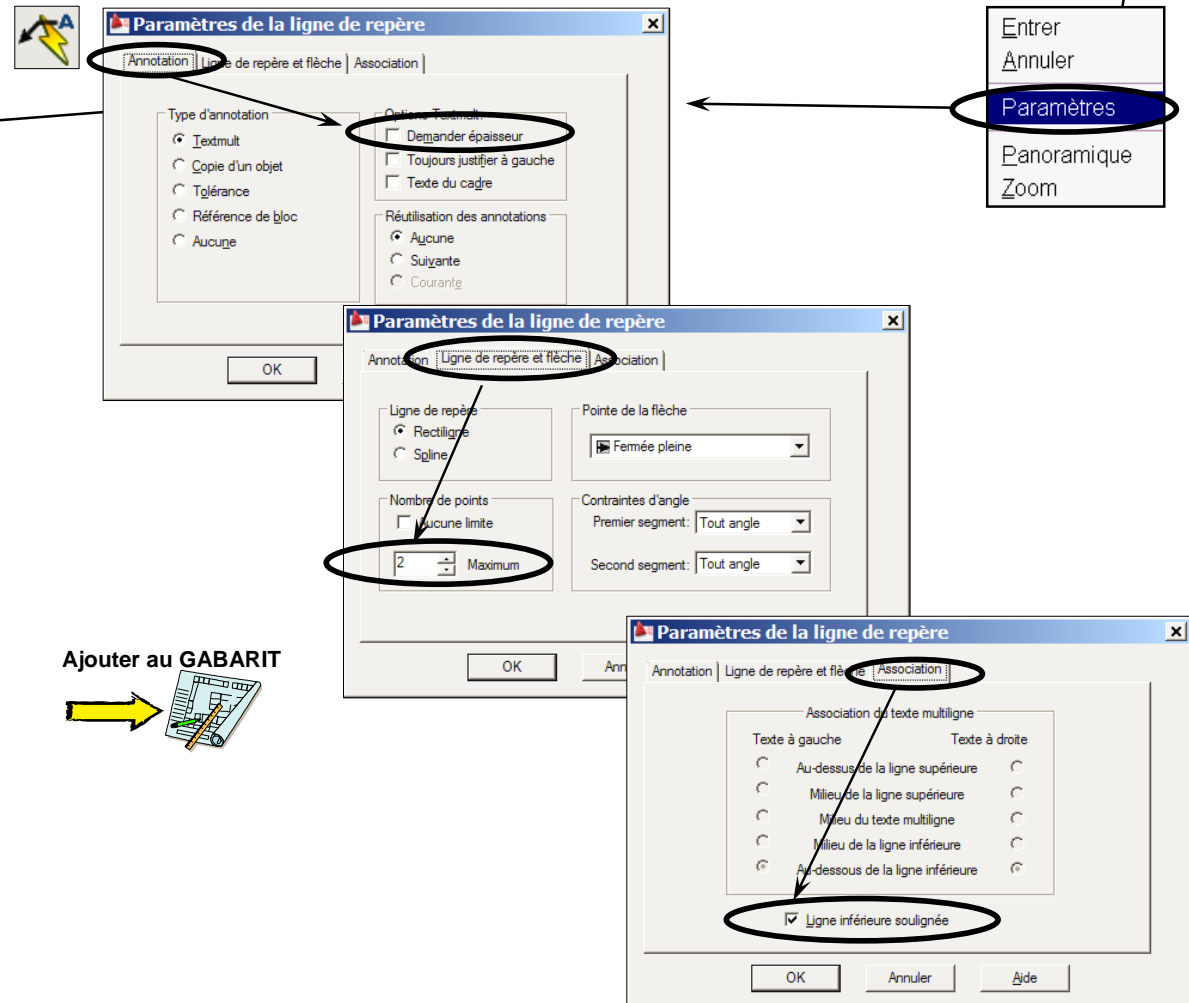 A
Paramètres de la ligne de repère
Annotation
Ligne de repère et flèche
Association
Type d'annotation
Textmult
Copie d'un objet
Tolérance
Référence de bloc
Aucune
Options Textmult:
Demander épaisseur
Toujours justifier à gauche
Texte du cadre
Réutilisation des annotations
Aucune
Suivante
Courante
OK
Entrer
Annuler
Paramètres
Panoramique
Zoom
Paramètres de la ligne de repère
Annotation
Ligne de repère et flèche
Association
Ligne de repère
Rectiligne
Spline
Pointe de la flèche
Fermée pleine
Nombre de points
Aucune limite
2 Maximum
Contraintes d'angle
Premier segment: Tout angle
Second segment: Tout angle
OK
Ann
Ajouter au GABARIT
Paramètres de la ligne de repère
Annotation
Ligne de repère et flèche
Association
Association du texte multiligne
Texte à gauche
Texte à droite
Au-dessus de la ligne supérieure
Milieu de la ligne supérieure
Milieu du texte multiligne
Milieu de la ligne inférieure
Au-dessous de la ligne inférieure
Ligne inférieure soulignée
OK
Annuler
Aide